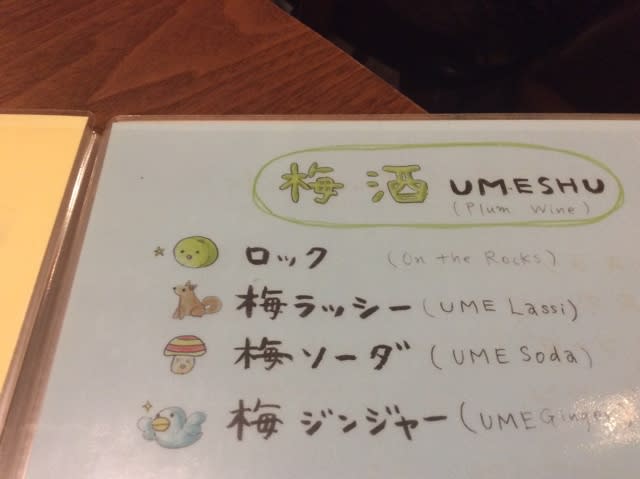 梅酒 UMESHU
(Plum Wine)
ロック (On the Rocks)
梅ラッシー (UME Lassi)
梅ソーダ (UME Soda)
梅ジンジャー (UME Ginger